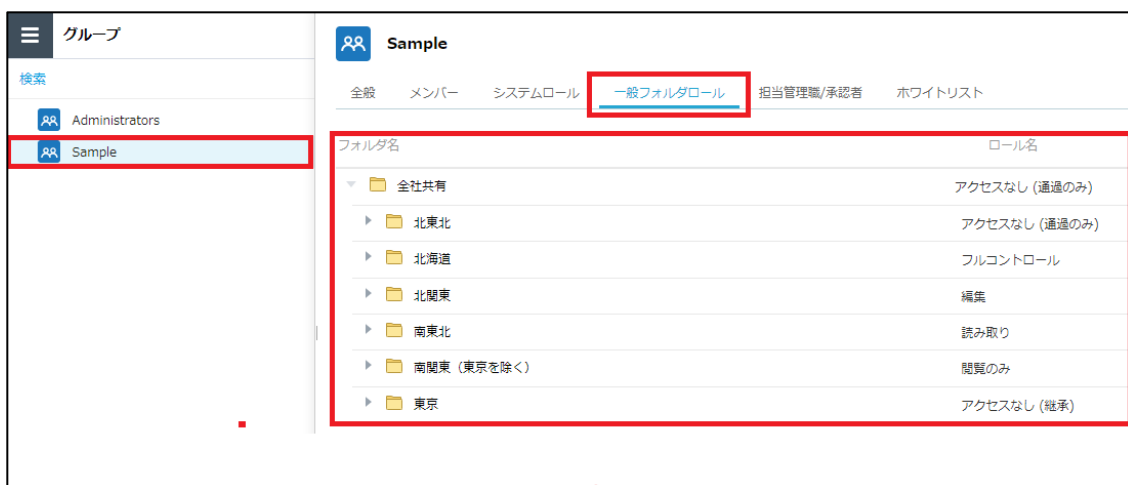 グループ
検索
Administrators
Sample
Sample
全般 メンバー システムロール 一般フォルダロール 担当管理職/承認者 ホワイトリスト
フォルダ名 ロール名
全社共有 アクセスなし (通過のみ)
北東北 アクセスなし (通過のみ)
北海道 フルコントロール
北関東 編集
南東北 読み取り
南関東（東京を除く） 閲覧のみ
東京 アクセスなし (継承)